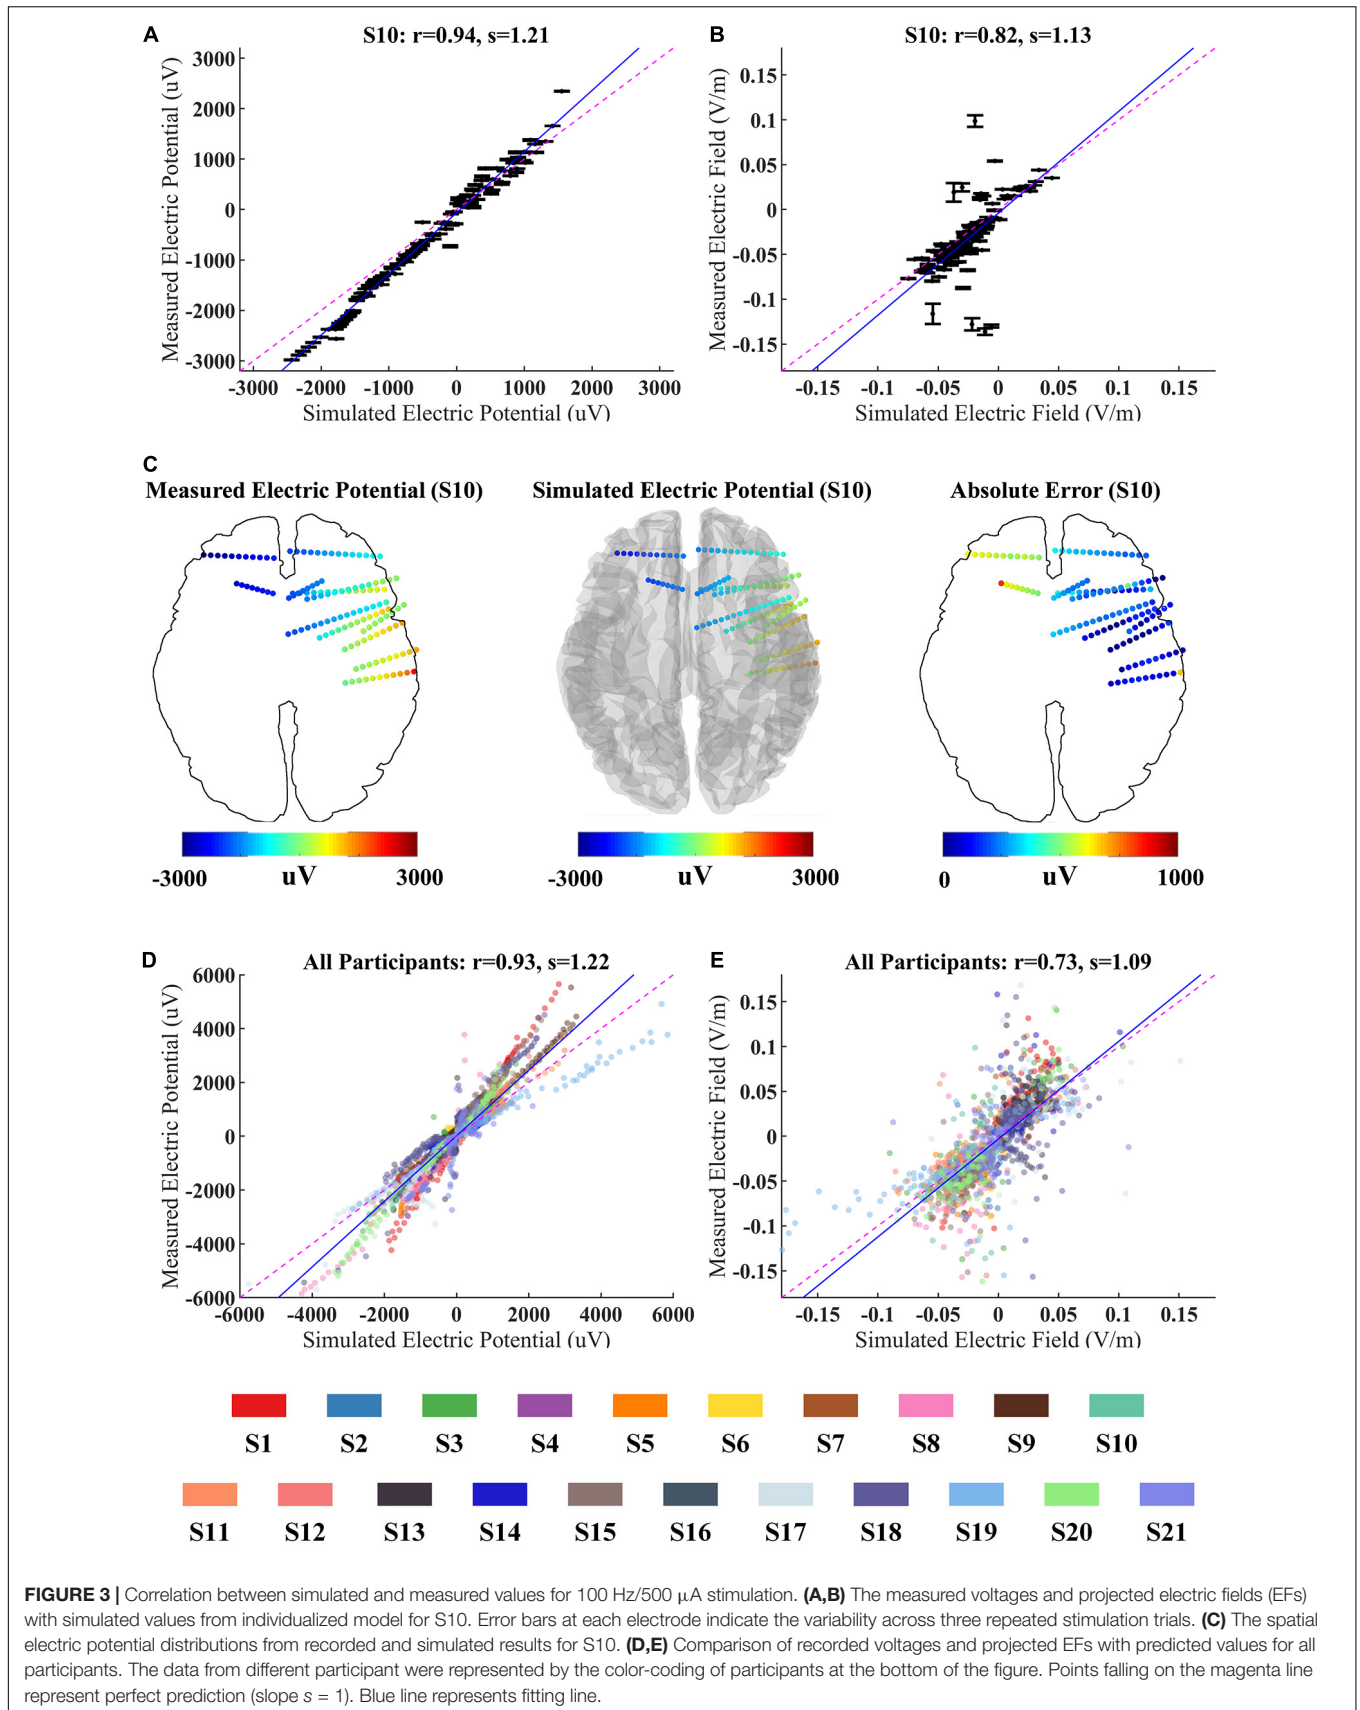 A
S10: r=0.94, s=1.21
Measured Electric Potential (uV)
3000
2000
1000
0
-1000
-2000
-3000
-3000 -2000 -1000 0 1000 2000 3000
Simulated Electric Potential (uV)
B
S10: r=0.82, s=1.13
Measured Electric Field (V/m)
0.15
0.1
0.05
0
-0.05
-0.1
-0.15
-0.15 -0.1 -0.05 0 0.05 0.1 0.15
Simulated Electric Field (V/m)
C
Measured Electric Potential (S10)
-3000 uV 3000
Simulated Electric Potential (S10)
-3000 uV 3000
Absolute Error (S10)
0 uV 1000
D
All Participants: r=0.93, s=1.22
Measured Electric Potential (uV)
6000
4000
2000
0
-2000
-4000
-6000
-6000 -4000 -2000 0 2000 4000 6000
Simulated Electric Potential (uV)
E
All Participants: r=0.73, s=1.09
Measured Electric Field (V/m)
0.15
0.1
0.05
0
-0.05
-0.1
-0.15
-0.15 -0.1 -0.05 0 0.05 0.1 0.15
Simulated Electric Field (V/m)
S1 S2 S3 S4 S5 S6 S7 S8 S9 S10
S11 S12 S13 S14 S15 S16 S17 S18 S19 S20 S21
FIGURE 3 | Correlation between simulated and measured values for 100 Hz/500 μA stimulation. (A,B) The measured voltages and projected electric fields (EFs)
with simulated values from individualized model for S10. Error bars at each electrode indicate the variability across three repeated stimulation trials. (C) The spatial
electric potential distributions from recorded and simulated results for S10. (D,E) Comparison of recorded voltages and projected EFs with predicted values for all
participants. The data from different participant were represented by the color-coding of participants at the bottom of the figure. Points falling on the magenta line
represent perfect prediction (slope s = 1). Blue line represents fitting line.